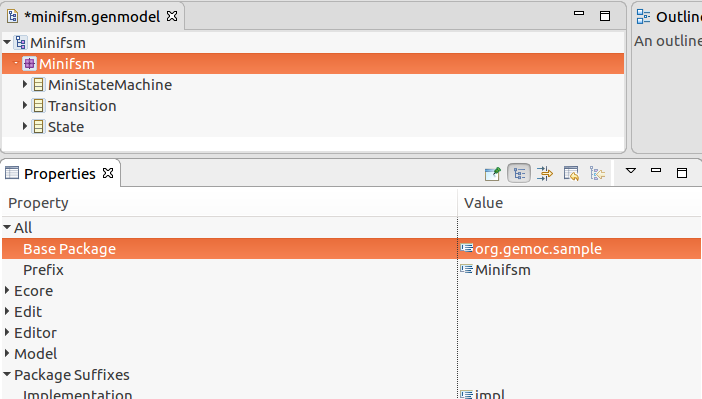 *minifsm.genmodel
Outline
An outline
Minifsm
Minifsm
MiniStateMachine
Transition
State
Properties
Property Value
All
Base Package org.gemoc.sample
Prefix Minifsm
Ecore
Edit
Editor
Model
Package Suffixes
Implementation impl